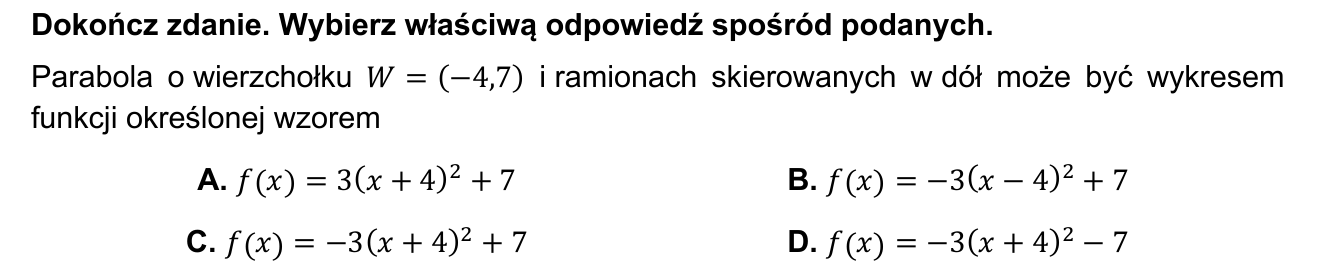 Dokończ zdanie. Wybierz właściwą odpowiedź spośród podanych.
Parabola o wierzchołku W = (−4,7) i ramionach skierowanych w dół może być wykresem
funkcji określonej wzorem
A. f(x) = 3(x + 4)² + 7 B. f(x) = −3(x − 4)² + 7
C. f(x) = −3(x + 4)² + 7 D. f(x) = −3(x + 4)² − 7